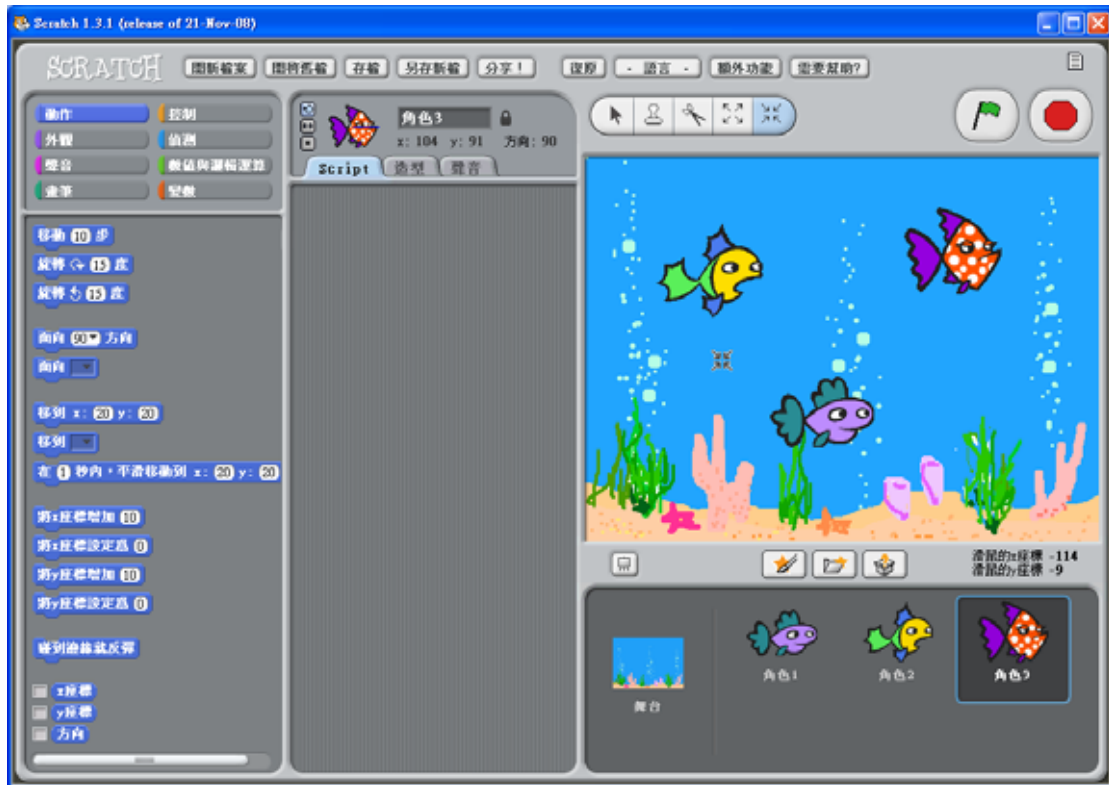 Scratch 1.3.1 (release of 21-Nov-08)
SCRATCH 開新檔案 開啟舊檔 存檔 另存新檔 分享! 復原 - 語言 - 額外功能 需要幫助?
動作 控制
外觀 偵測
聲音 數值與邏輯運算
畫筆 變數
角色3
x: 104 y: 91 方向: 90
Script 造型 聲音
移動 10 步
旋轉 15 度
旋轉 15 度
面向 90 方向
面向
移到 x: 20 y: 20
移到
在 1 秒內,平滑移動到 x: 20 y: 20
將x座標增加 10
將x座標設定為 0
將y座標增加 10
將y座標設定為 0
碰到邊緣就反彈
x座標
y座標
方向
滑鼠的x座標 -114
滑鼠的y座標 -9
角色1 角色2 角色3
舞台